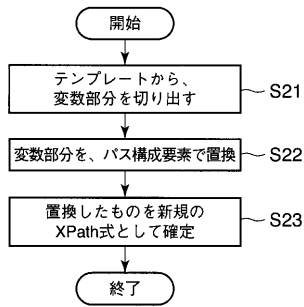 開始
テンプレートから、
変数部分を切り出す
S21
変数部分を、パス構成要素で置換
S22
置換したものを新規の
XPath式として確定
S23
終了